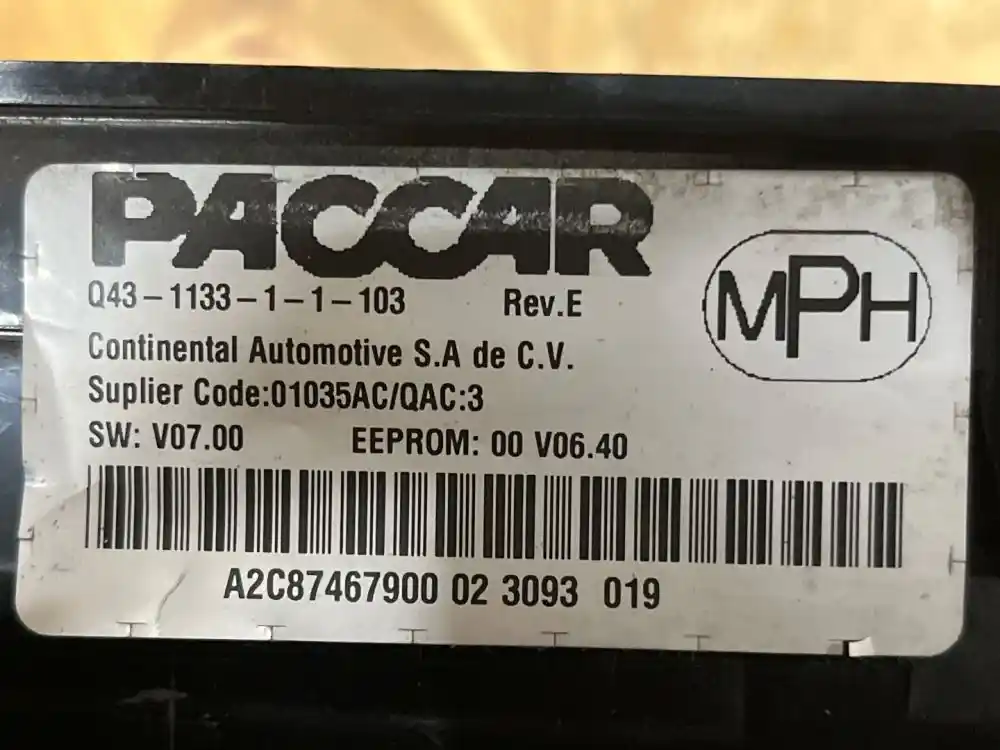 PACCAR
Q43-1133-1-1-103 Rev.E
MPH
Continental Automotive S.A de C.V.
Suplier Code:01035AC/QAC:3
SW: V07.00 EEPROM: 00 V06.40
A2C87467900 02 3093 019